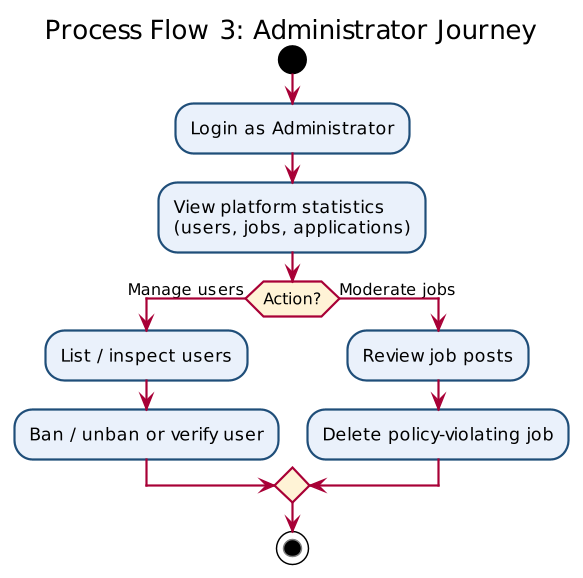 Process Flow 3: Administrator Journey
Login as Administrator
View platform statistics
(users, jobs, applications)
Action?
Manage users
Moderate jobs
List / inspect users
Review job posts
Ban / unban or verify user
Delete policy-violating job